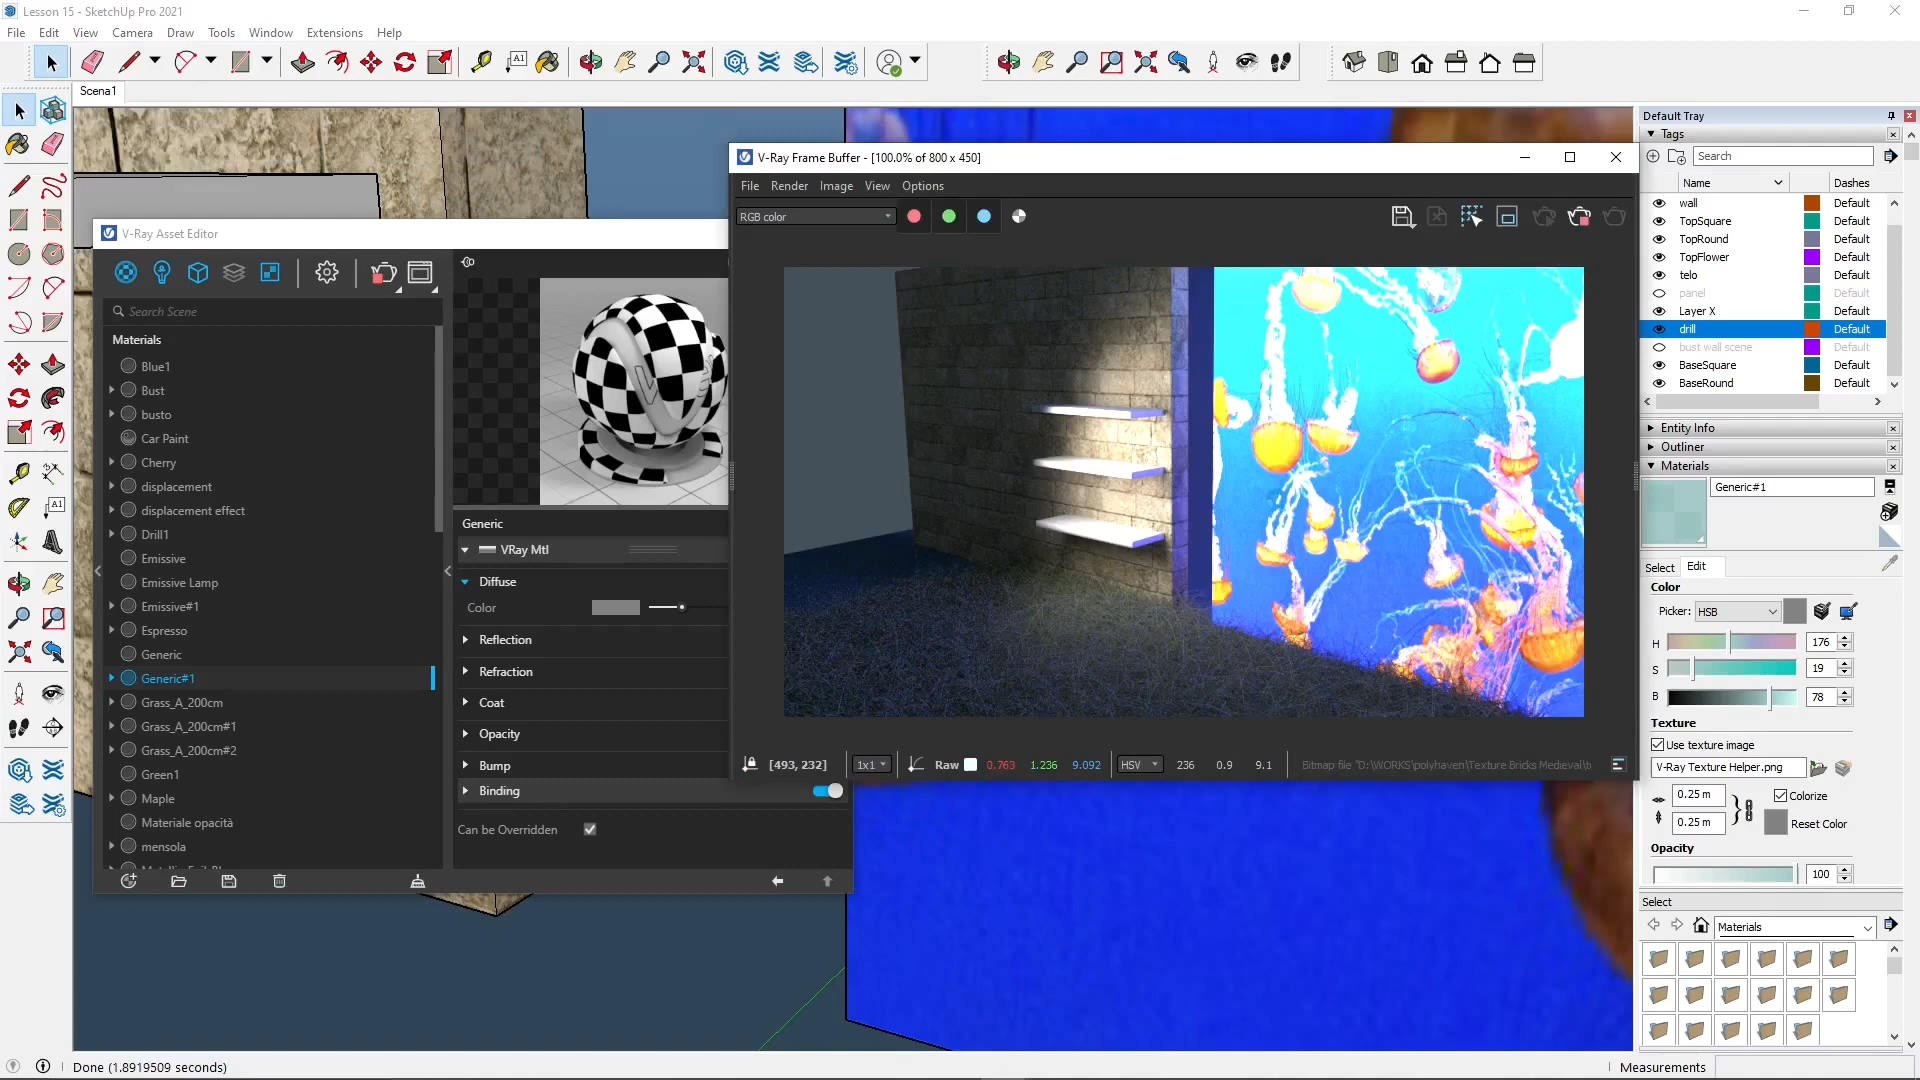 Lesson 15 - SketchUp Pro 2021
File Edit View Camera Draw Tools Window Extensions Help
Scena1
Default Tray
Tags
Search
Name Dashes
wall Default
TopSquare Default
TopRound Default
TopFlower Default
telo Default
panel Default
Layer X Default
drill Default
bust wall scene Default
BaseSquare Default
BaseRound Default
Entity Info
Outliner
Materials
Generic#1
Select Edit
Color
Picker: HSB
H 176
S 19
B 78
Texture
Use texture image
V-Ray Texture Helper.png
0.25 m
Colorize
0.25 m
Reset Color
Opacity
100
Select
Materials
V-Ray Asset Editor
Search Scene
Materials
Blue1
Bust
busto
Car Paint
Cherry
displacement
displacement effect
Drill1
Emissive
Emissive Lamp
Emissive#1
Espresso
Generic
Generic#1
Grass_A_200cm
Grass_A_200cm#1
Grass_A_200cm#2
Green1
Maple
Materiale opacità
mensola
Generic
VRay Mtl
Diffuse
Color
Reflection
Refraction
Coat
Opacity
Bump
Binding
Can be Overridden
V-Ray Frame Buffer - [100.0% of 800 x 450]
File Render Image View Options
RGB color
[493, 232] 1x1 Raw 0.763 1.236 9.092 HSV 236 0.9 9.1 Bitmap file "D:\WORKS\polyhaven\Texture Bricks Medieval\b
Done (1.8919509 seconds)
Measurements